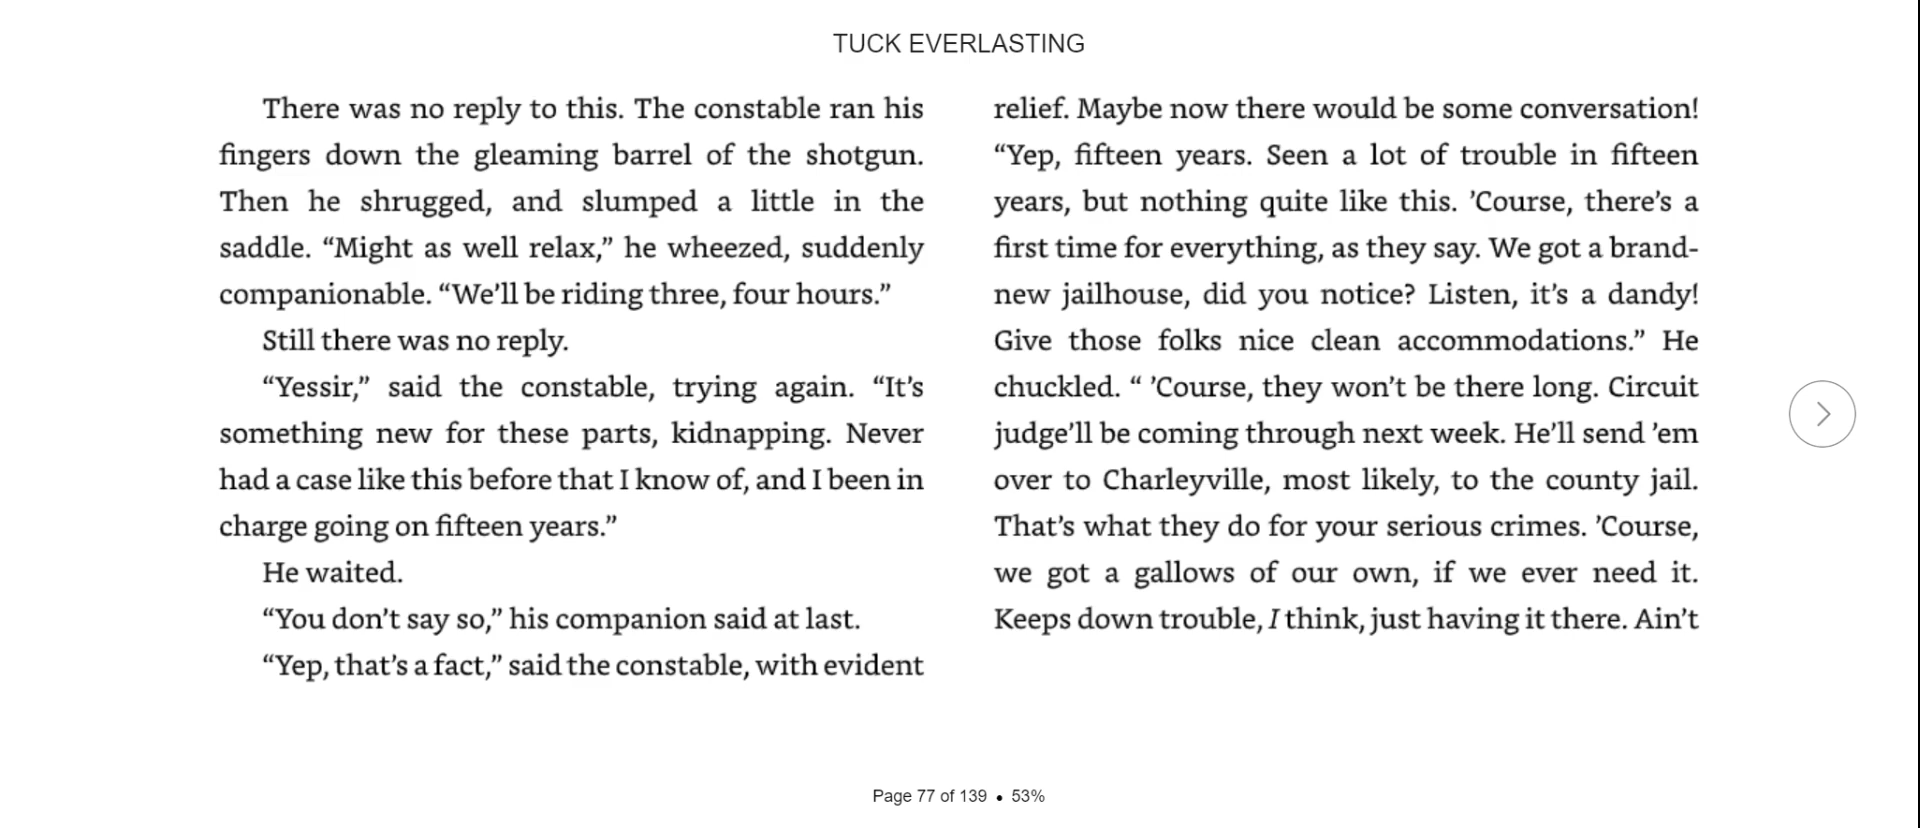 TUCK EVERLASTING
There was no reply to this. The constable ran his
fingers down the gleaming barrel of the shotgun.
Then he shrugged, and slumped a little in the
saddle. “Might as well relax,” he wheezed, suddenly
companionable. “We’ll be riding three, four hours.”
Still there was no reply.
“Yessir,” said the constable, trying again. “It’s
something new for these parts, kidnapping. Never
had a case like this before that I know of, and I been in
charge going on fifteen years.”
He waited.
“You don’t say so,” his companion said at last.
“Yep, that’s a fact,” said the constable, with evident
relief. Maybe now there would be some conversation!
“Yep, fifteen years. Seen a lot of trouble in fifteen
years, but nothing quite like this. ’Course, there’s a
first time for everything, as they say. We got a brand-
new jailhouse, did you notice? Listen, it’s a dandy!
Give those folks nice clean accommodations.” He
chuckled. “ ’Course, they won’t be there long. Circuit
judge’ll be coming through next week. He’ll send ’em
over to Charleyville, most likely, to the county jail.
That’s what they do for your serious crimes. ’Course,
we got a gallows of our own, if we ever need it.
Keeps down trouble, I think, just having it there. Ain’t
Page 77 of 139 • 53%